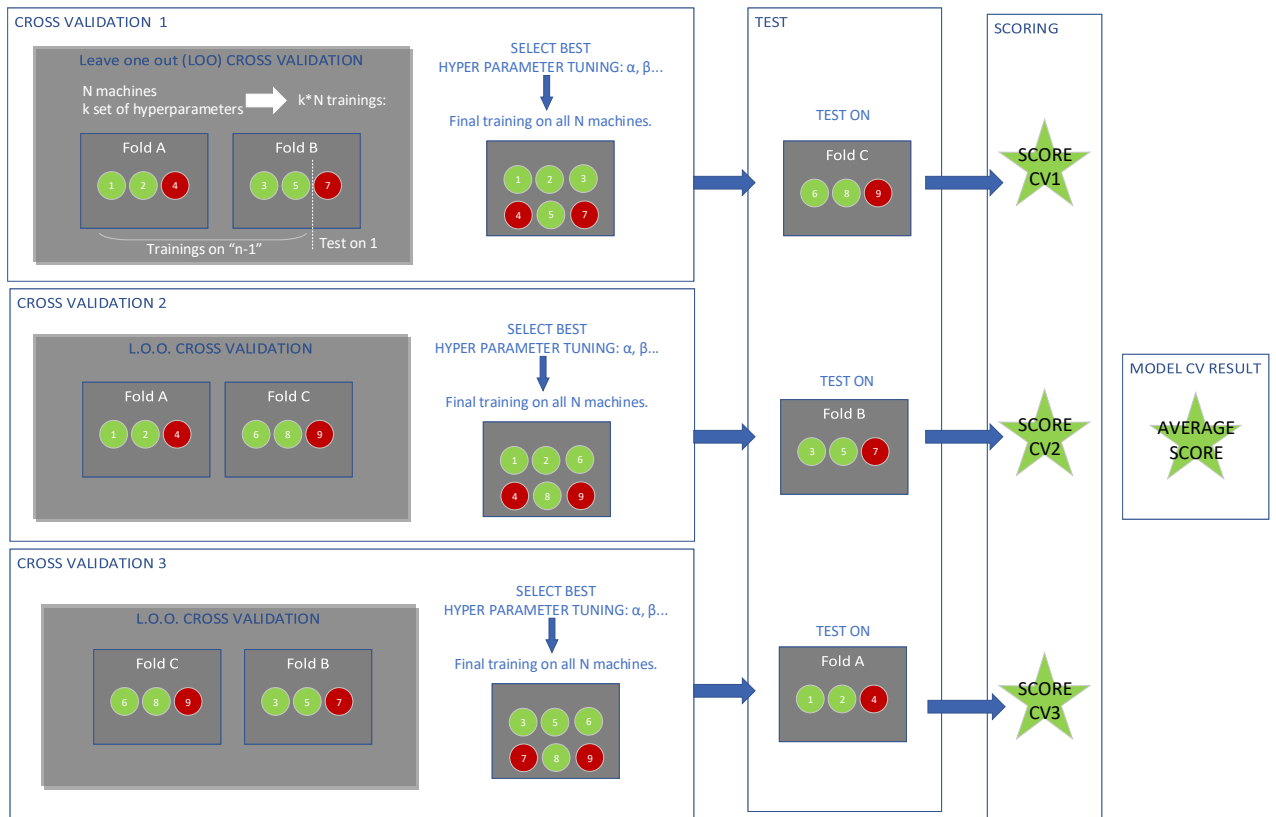 CROSS VALIDATION 1
Leave one out (LOO) CROSS VALIDATION
N machines
k set of hyperparameters
k*N trainings:
Fold A
1 2 4
Fold B
3 5 7
Trainings on “n-1”
Test on 1
SELECT BEST
HYPER PARAMETER TUNING: α, β...
Final training on all N machines.
1 2 3
4 5 7
CROSS VALIDATION 2
L.O.O. CROSS VALIDATION
Fold A
1 2 4
Fold C
6 8 9
SELECT BEST
HYPER PARAMETER TUNING: α, β...
Final training on all N machines.
1 2 6
4 8 9
CROSS VALIDATION 3
L.O.O. CROSS VALIDATION
Fold C
6 8 9
Fold B
3 5 7
SELECT BEST
HYPER PARAMETER TUNING: α, β...
Final training on all N machines.
3 5 6
7 8 9
TEST
TEST ON
Fold C
6 8 9
TEST ON
Fold B
3 5 7
TEST ON
Fold A
1 2 4
SCORING
SCORE
CV1
SCORE
CV2
SCORE
CV3
MODEL CV RESULT
AVERAGE
SCORE